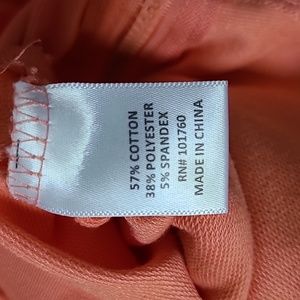 57% COTTON
38% POLYESTER
5% SPANDEX
RN# 101760
MADE IN CHINA